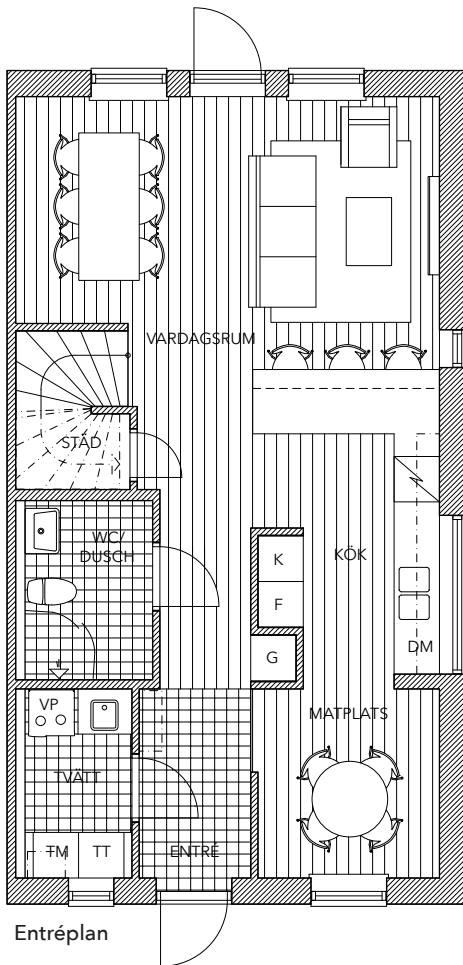 VARDAGSRUM
STÄD
WC/
DUSCH
K
KÖK
F
DM
G
VP
MATPLATS
TVÄTT
TM
TT
ENTRÉ
Entréplan